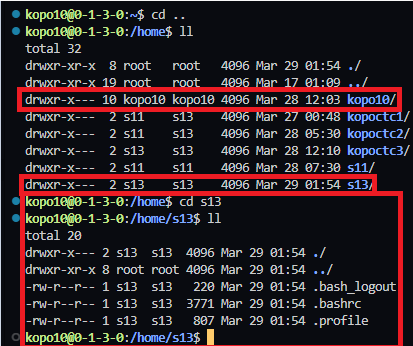 kopo10@0-1-3-0:~$ cd ..
kopo10@0-1-3-0:/home$ ll
total 32
drwxr-xr-x 8 root root 4096 Mar 29 01:54 ./
drwxr-xr-x 19 root root 4096 Mar 17 01:09 ../
drwxr-x--- 10 kopo10 kopo10 4096 Mar 28 12:03 kopo10/
drwxr-x--- 2 s11 s13 4096 Mar 27 00:48 kopoctc1/
drwxr-x--- 2 s13 s13 4096 Mar 28 05:30 kopoctc2/
drwxr-x--- 2 s13 s13 4096 Mar 28 12:10 kopoctc3/
drwxr-x--- 2 s11 s11 4096 Mar 28 07:30 s11/
drwxr-x--- 2 s13 s13 4096 Mar 29 01:54 s13/
kopo10@0-1-3-0:/home$ cd s13
kopo10@0-1-3-0:/home/s13$ ll
total 20
drwxr-x--- 2 s13 s13 4096 Mar 29 01:54 ./
drwxr-xr-x 8 root root 4096 Mar 29 01:54 ../
-rw-r--r-- 1 s13 s13 220 Mar 29 01:54 .bash_logout
-rw-r--r-- 1 s13 s13 3771 Mar 29 01:54 .bashrc
-rw-r--r-- 1 s13 s13 807 Mar 29 01:54 .profile
kopo10@0-1-3-0:/home/s13$